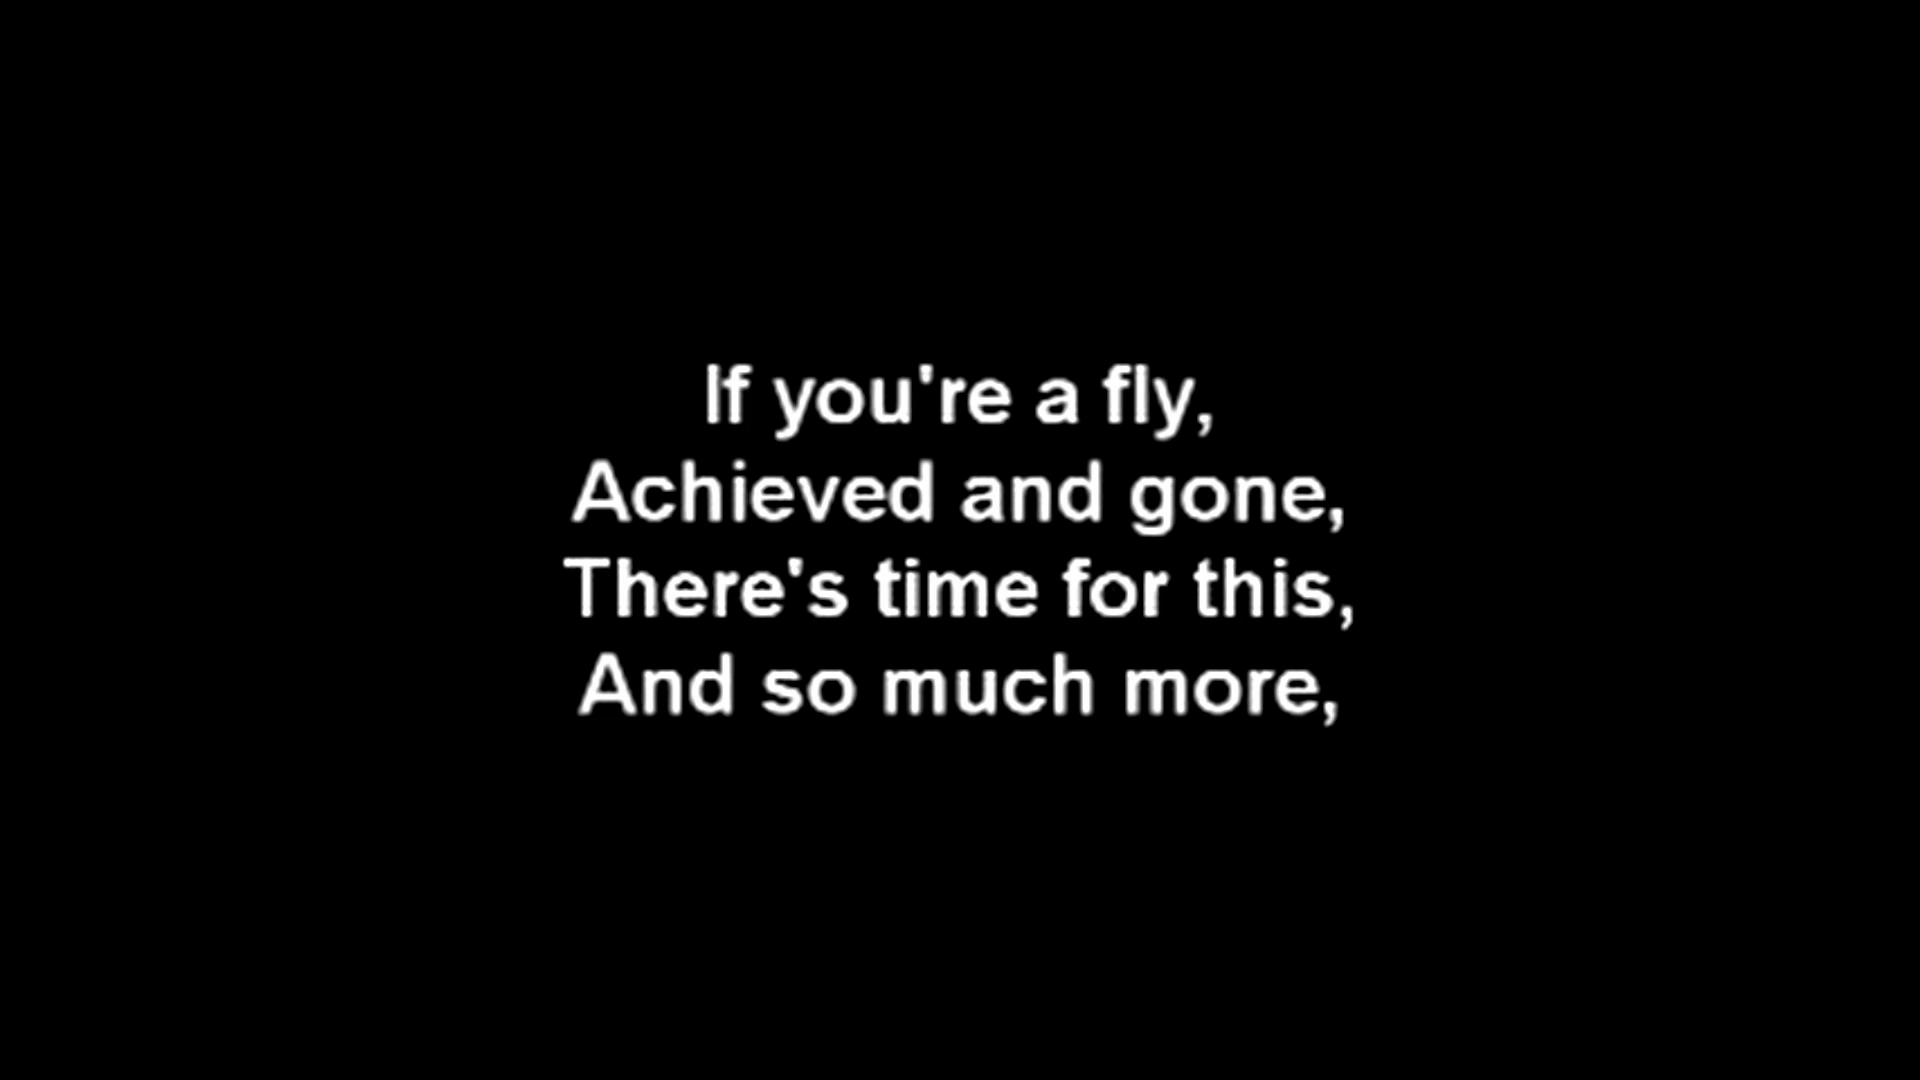 If you're a fly,
Achieved and gone,
There's time for this,
And so much more,